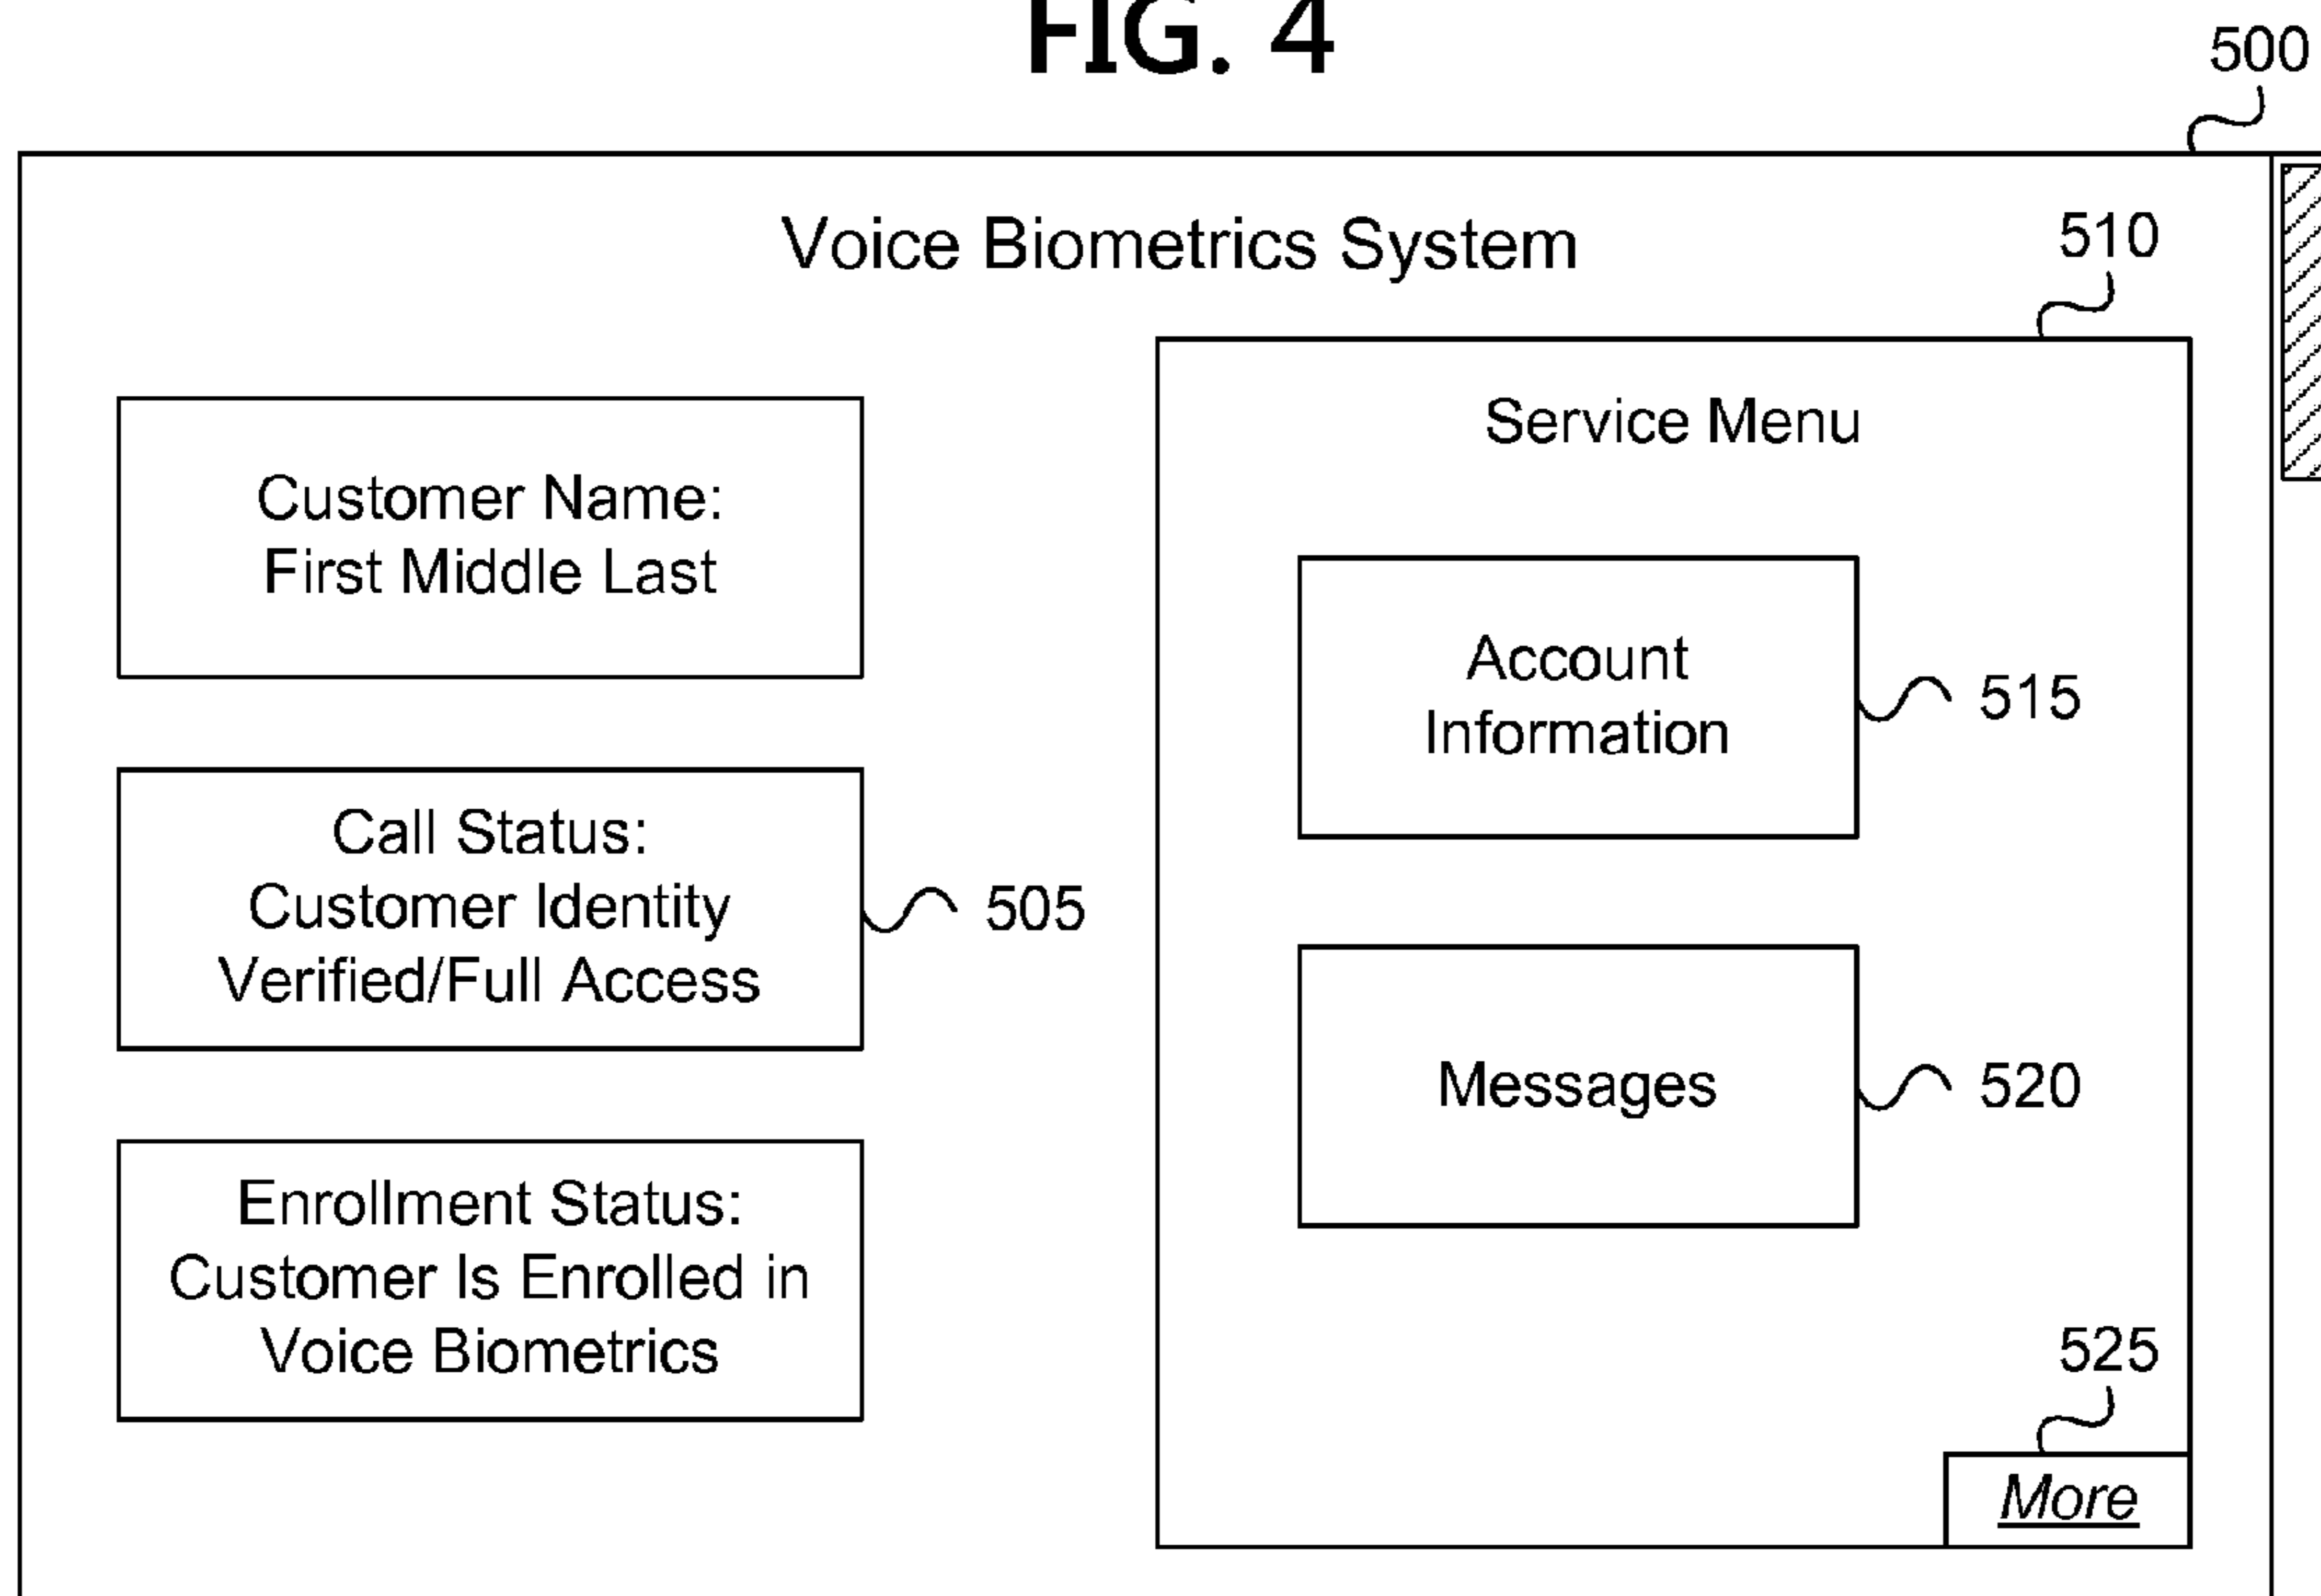 FIG. 4
500
Voice Biometrics System
510
Customer Name:
First Middle Last
Call Status:
Customer Identity
Verified/Full Access
505
Enrollment Status:
Customer Is Enrolled in
Voice Biometrics
Service Menu
Account
Information
515
Messages
520
525
More